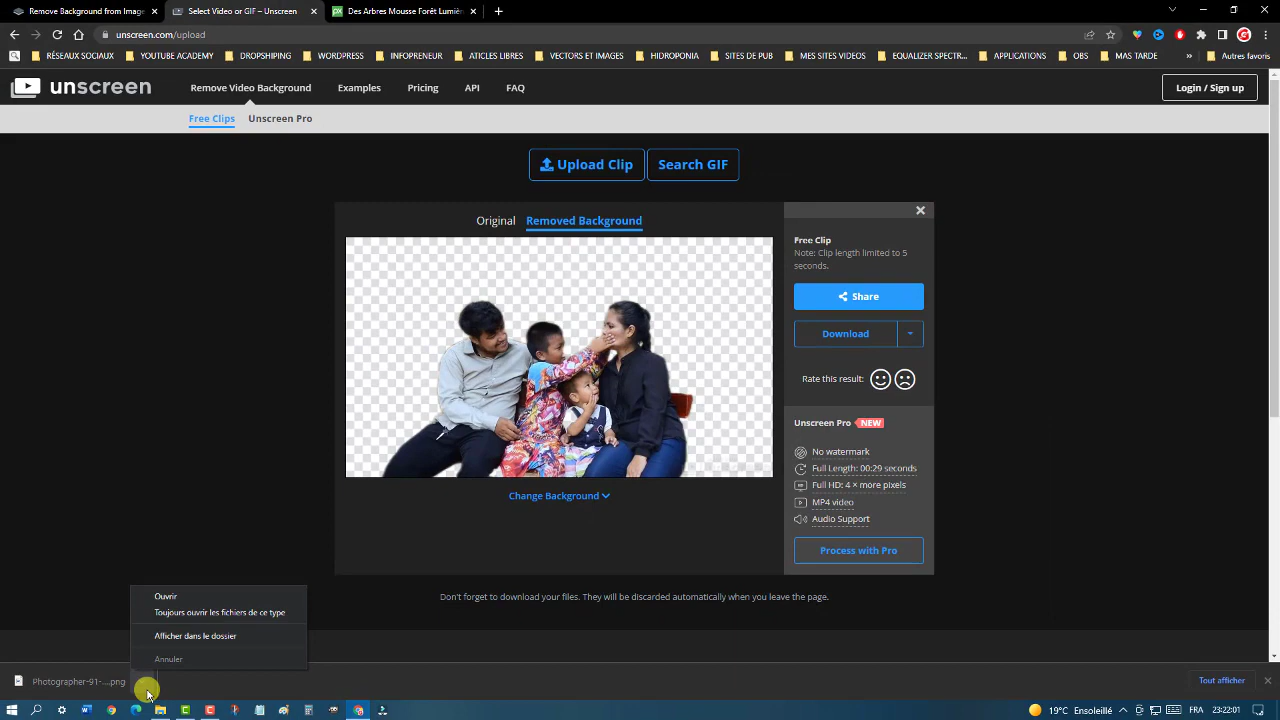 Remove Background from Image
Select Video or GIF – Unscreen
Des Arbres Mousse Forêt Lumièr
unscreen.com/upload
RÉSEAUX SOCIAUX
YOUTUBE ACADEMY
DROPSHIPING
WORDPRESS
INFOPRENEUR
ATICLES LIBRES
VECTORS ET IMAGES
HIDROPONIA
SITES DE PUB
MES SITES VIDEOS
EQUALIZER SPECTR...
APPLICATIONS
OBS
MAS TARDE
»
Autres favoris
unscreen
Remove Video Background
Examples
Pricing
API
FAQ
Login / Sign up
Free Clips
Unscreen Pro
Upload Clip
Search GIF
Original
Removed Background
Free Clip
Note: Clip length limited to 5
seconds.
Share
Download
Rate this result:
Unscreen Pro
NEW
No watermark
Full Length: 00:29 seconds
Full HD: 4 × more pixels
MP4 video
Audio Support
Process with Pro
Change Background
Don't forget to download your files. They will be discarded automatically when you leave the page.
Ouvrir
Toujours ouvrir les fichiers de ce type
Afficher dans le dossier
Annuler
Photographer-91-....png
Tout afficher
19°C Ensoleillé
FR
23:22:01